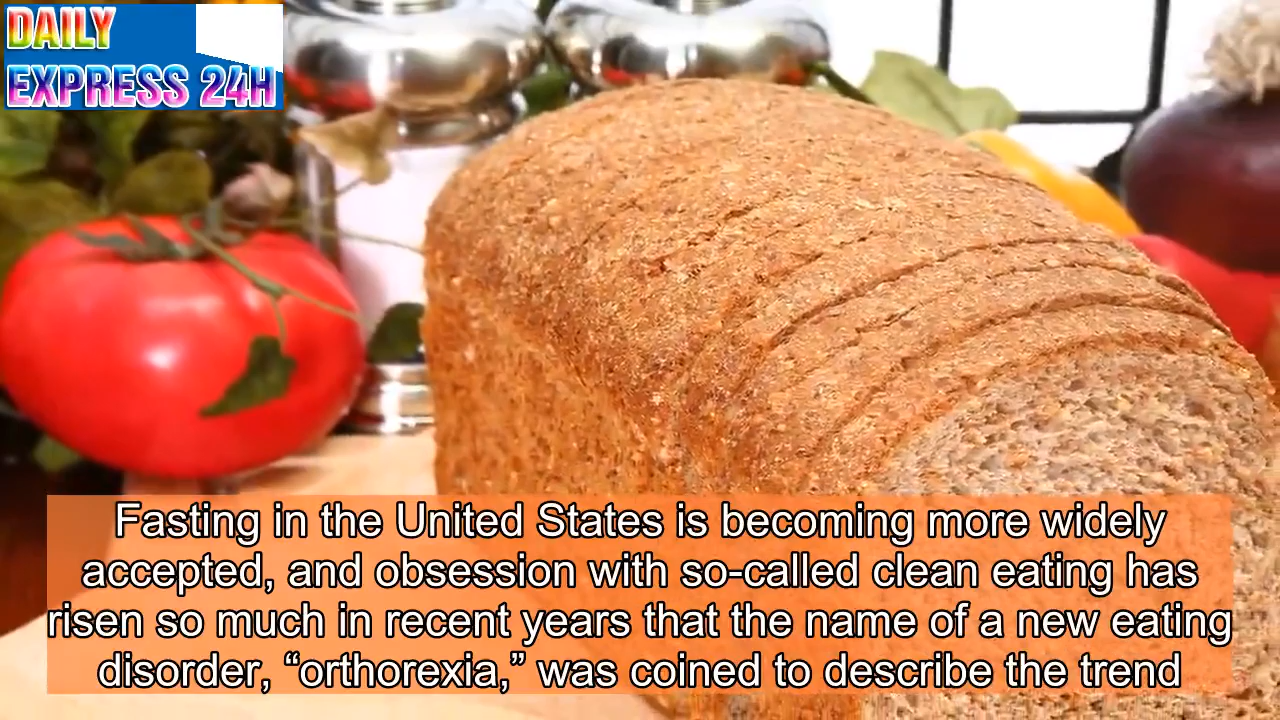 DAILY
EXPRESS 24H
Fasting in the United States is becoming more widely
accepted, and obsession with so-called clean eating has
risen so much in recent years that the name of a new eating
disorder, “orthorexia,” was coined to describe the trend